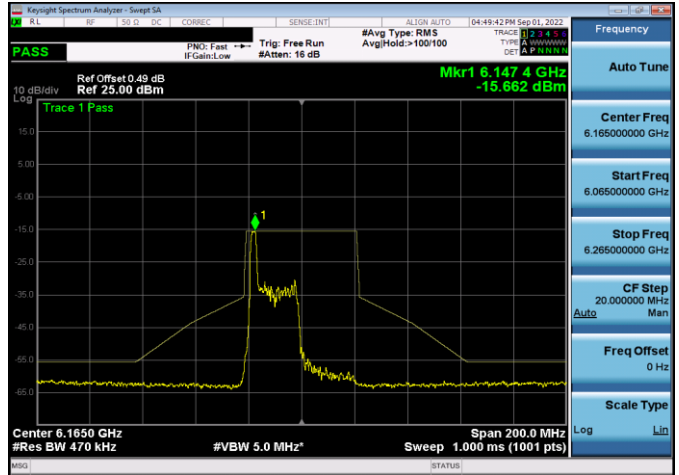 Keysight Spectrum Analyzer - Swept SA
RL RF 50 Ω DC CORREC SENSE:INT ALIGN AUTO 04:49:42 PM Sep 01, 2022
PASS
PNO: Fast
IFGain:Low
Trig: Free Run
#Atten: 16 dB
#Avg Type: RMS
Avg|Hold:>100/100
TRACE 1 2 3 4 5 6
TYPE A WWWWW
DET A P N N N N
Ref Offset 0.49 dB
10 dB/div Ref 25.00 dBm
Log
Mkr1 6.147 4 GHz
-15.662 dBm
Trace 1 Pass
15.0
5.00
-5.00
-15.0
-25.0
-35.0
-45.0
-55.0
-65.0
1
Center 6.1650 GHz Span 200.0 MHz
#Res BW 470 kHz #VBW 5.0 MHz* Sweep 1.000 ms (1001 pts)
MSG STATUS
Frequency
Auto Tune
Center Freq
6.165000000 GHz
Start Freq
6.065000000 GHz
Stop Freq
6.265000000 GHz
CF Step
20.000000 MHz
Auto Man
Freq Offset
0 Hz
Scale Type
Log Lin